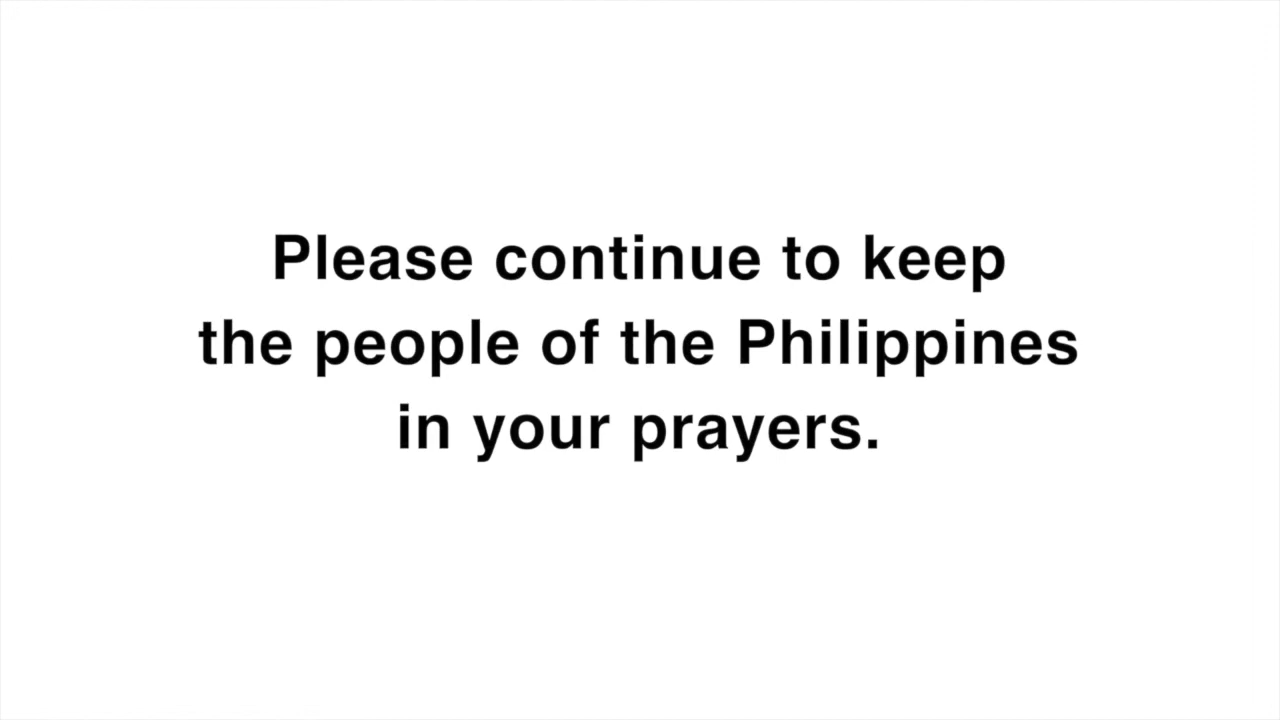 Please continue to keep
the people of the Philippines
in your prayers.